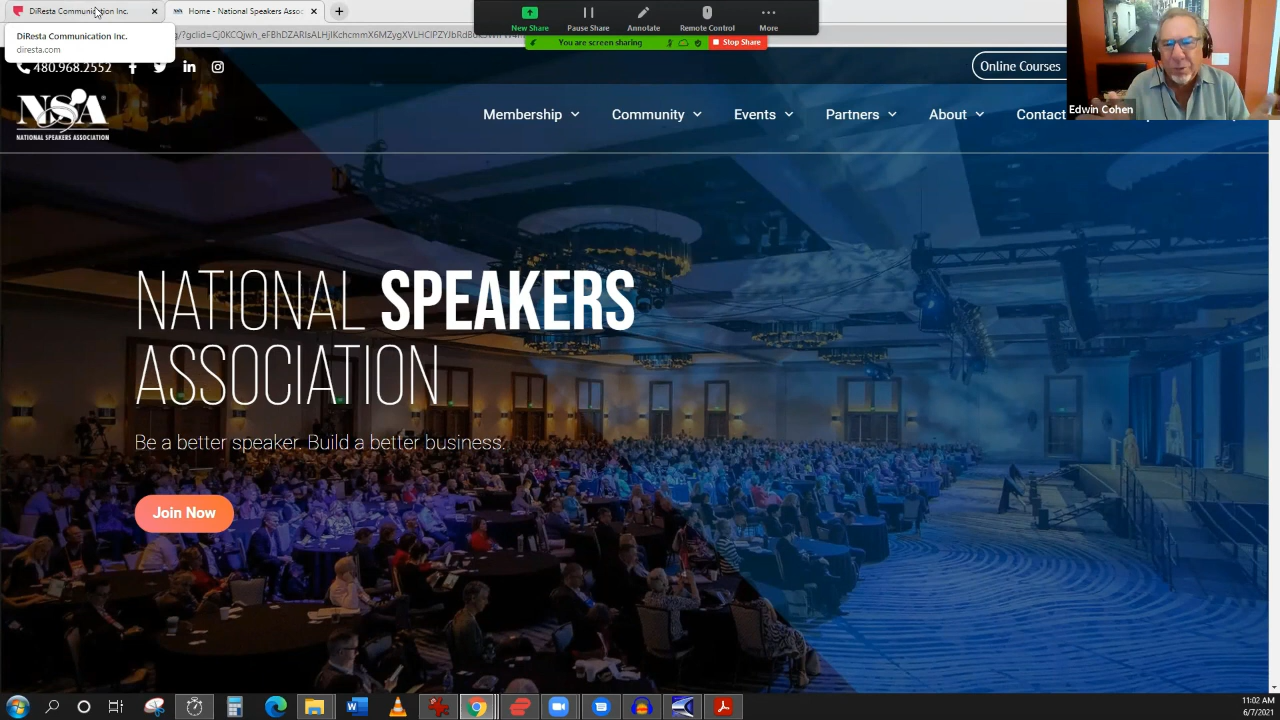 DiResta Communication Inc.
Home - National Speakers Assoc
DiResta Communication Inc.
diresta.com
New Share
Pause Share
Annotate
Remote Control
More
You are screen sharing
Stop Share
480.968.2552
Online Courses
Edwin Cohen
NSA
NATIONAL SPEAKERS ASSOCIATION
Membership
Community
Events
Partners
About
Contact
NATIONAL SPEAKERS
ASSOCIATION
Be a better speaker. Build a better business.
Join Now
11:02 AM
6/7/2021